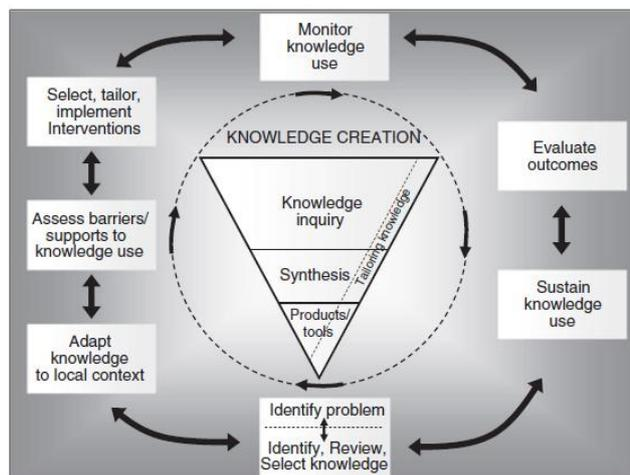 Monitor
knowledge
use
Select, tailor,
implement
Interventions
KNOWLEDGE CREATION
Evaluate
outcomes
Knowledge
inquiry
Tailoring knowledge
Assess barriers/
supports to
knowledge use
Synthesis
Sustain
knowledge
use
Products/
tools
Adapt
knowledge
to local context
Identify problem
Identify, Review,
Select knowledge